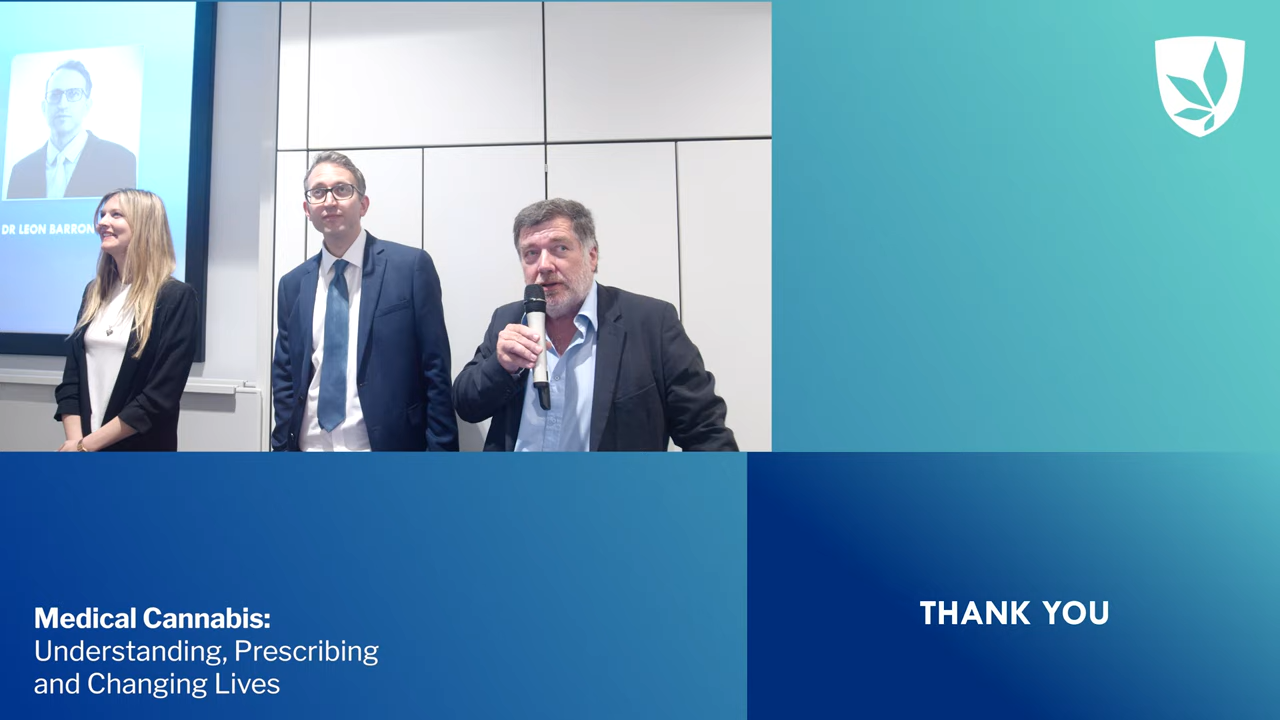 DR LEON BARRON
Medical Cannabis:
Understanding, Prescribing
and Changing Lives
THANK YOU